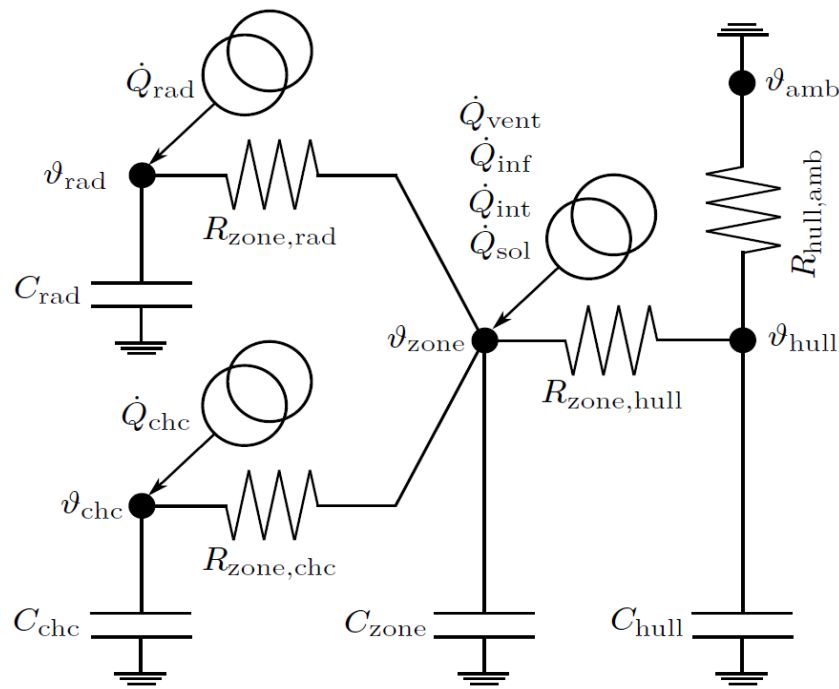 Q̇rad
ϑrad
Rzone,rad
Crad
Q̇chc
ϑchc
Rzone,chc
Cchc
Q̇vent
Q̇inf
Q̇int
Q̇sol
ϑzone
Rzone,hull
Czone
ϑamb
Rhull,amb
ϑhull
Chull